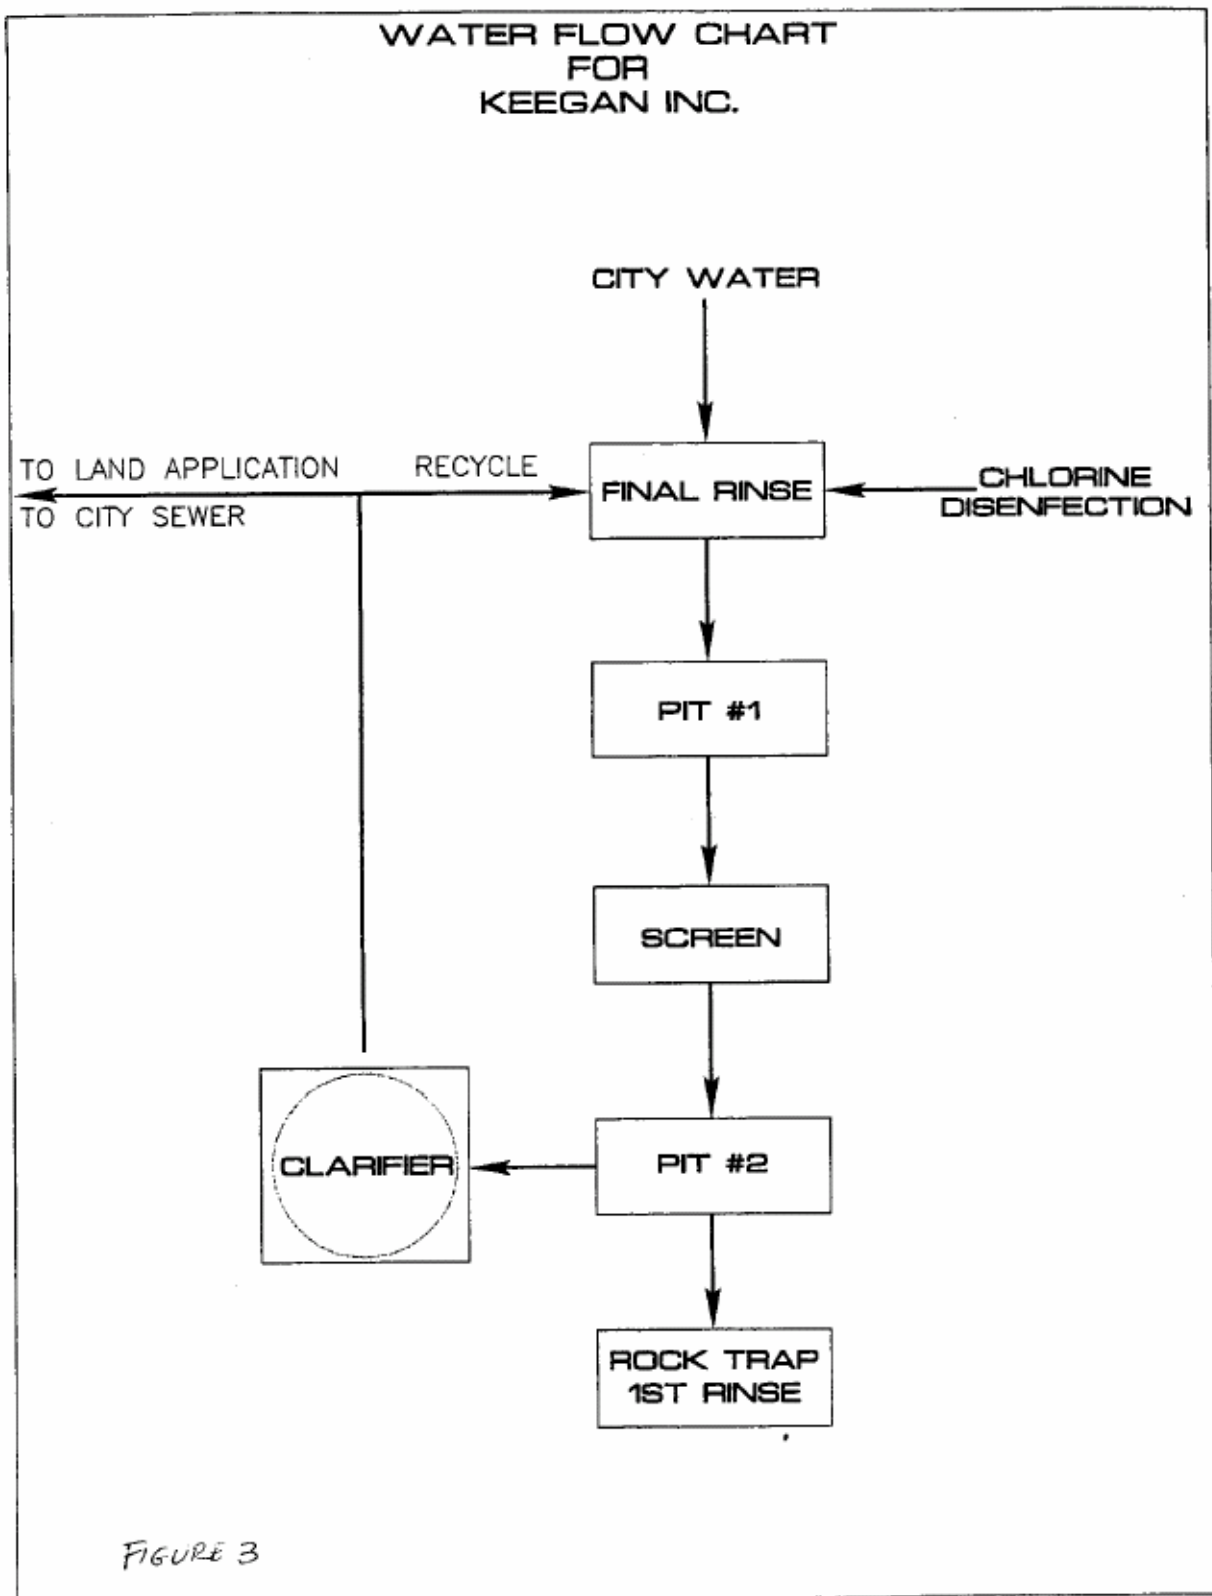 WATER FLOW CHART
FOR
KEEGAN INC.
CITY WATER
TO LAND APPLICATION
RECYCLE
TO CITY SEWER
FINAL RINSE
CHLORINE
DISENFECTION
PIT #1
SCREEN
CLARIFIER
PIT #2
ROCK TRAP
1ST RINSE
FIGURE 3